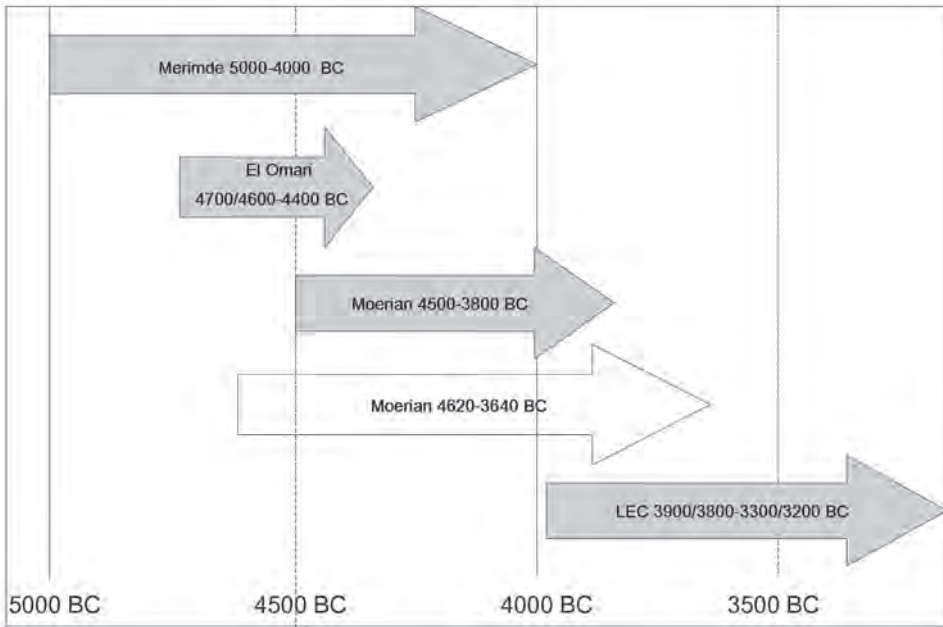 Merimde 5000-4000 BC
El Omari
4700/4600-4400 BC
Moerian 4500-3800 BC
Moerian 4620-3640 BC
LEC 3900/3800-3300/3200 BC
5000 BC
4500 BC
4000 BC
3500 BC